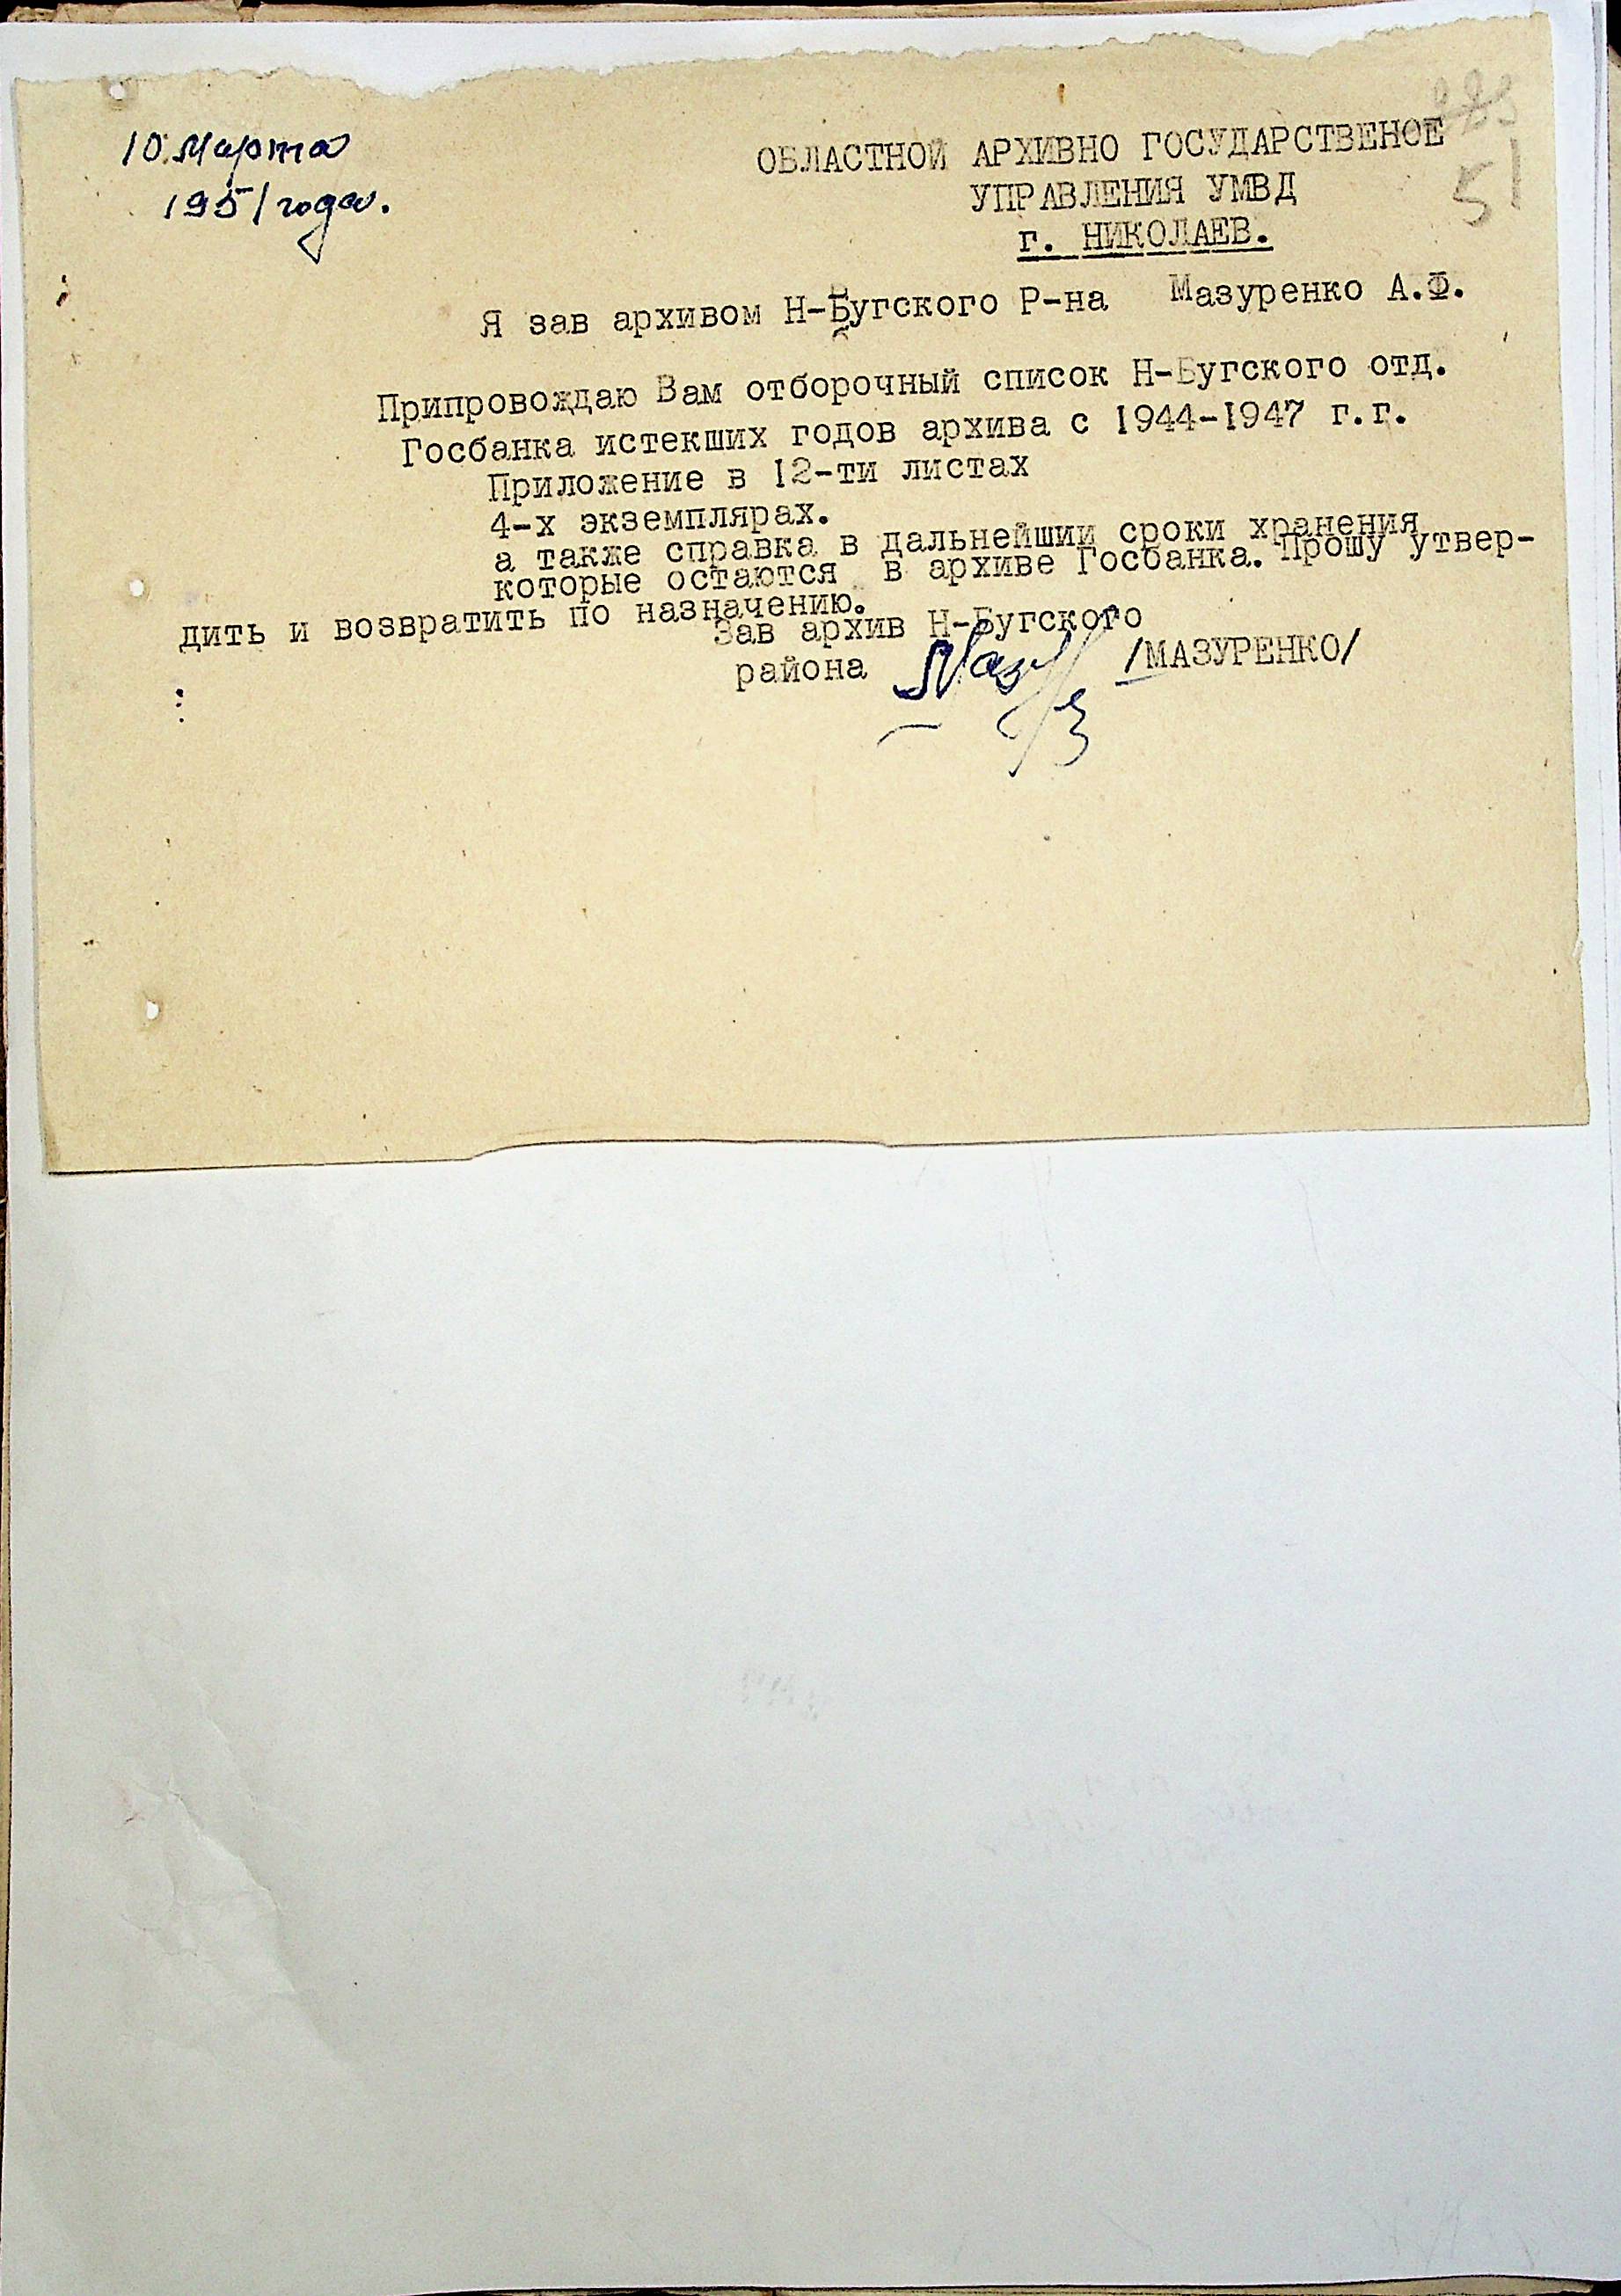 10 Марта
1951 года.
ОБЛАСТНОЙ АРХИВНО ГОСУДАРСТВЕНОЕ
УПРАВЛЕНИЯ УМВД
51
г. НИКОЛАЕВ.
Я зав архивом Н-Бугского Р-на Мазуренко А.Ф.
Припровождаю Вам отборочный список Н-Бугского отд.
Госбанка истекших годов архива с 1944-1947 г.г.
Приложение в 12-ти листах
4-х экземплярах.
а также справка в дальнейшии сроки хранения
которые остаются в архиве Госбанка. Прошу утвер-
дить и возвратить по назначению.
Зав архив Н-Бугского
района /МАЗУРЕНКО/